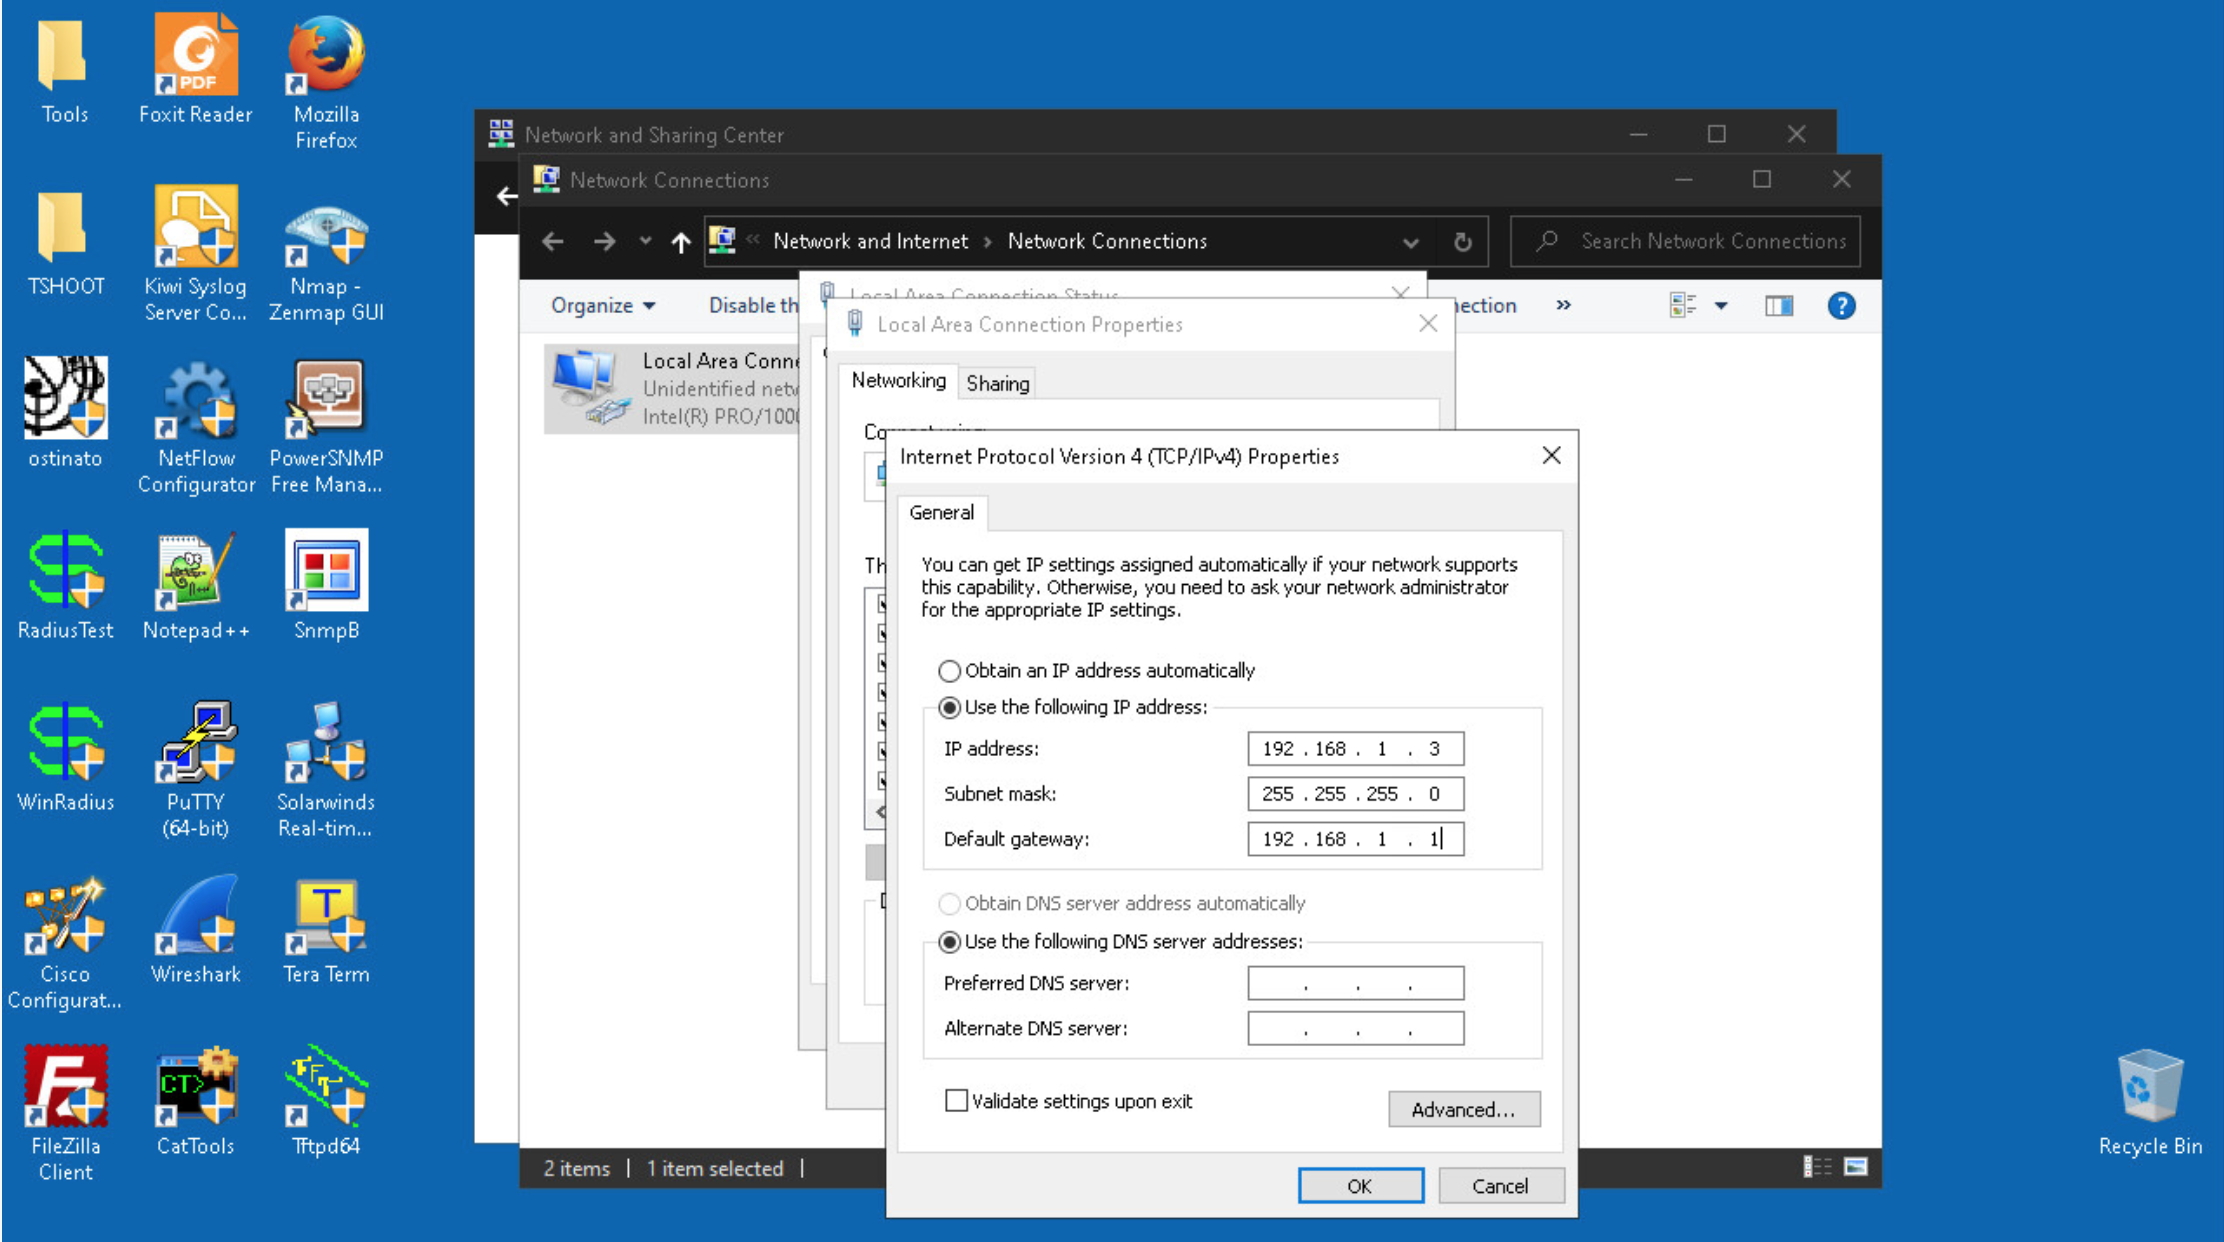 Tools
Foxit Reader
Mozilla
Firefox
TSHOOT
Kiwi Syslog
Server Co...
Nmap -
Zenmap GUI
ostinato
NetFlow
Configurator
PowerSNMP
Free Mana...
RadiusTest
Notepad++
SnmpB
WinRadius
PuTTY
(64-bit)
Solarwinds
Real-tim...
Cisco
Configurat...
Wireshark
Tera Term
FileZilla
Client
CatTools
Tftpd64
Recycle Bin
Network and Sharing Center
Network Connections
« Network and Internet › Network Connections
Search Network Connections
Organize
Disable th
nection »
Local Area Conne
Unidentified netw
Intel(R) PRO/1000
2 items | 1 item selected |
Local Area Connection Status
Local Area Connection Properties
Networking
Sharing
Connect using:
Th
Internet Protocol Version 4 (TCP/IPv4) Properties
General
You can get IP settings assigned automatically if your network supports
this capability. Otherwise, you need to ask your network administrator
for the appropriate IP settings.
Obtain an IP address automatically
Use the following IP address:
IP address: 192 . 168 . 1 . 3
Subnet mask: 255 . 255 . 255 . 0
Default gateway: 192 . 168 . 1 . 1
Obtain DNS server address automatically
Use the following DNS server addresses:
Preferred DNS server: . . .
Alternate DNS server: . . .
Validate settings upon exit
Advanced...
OK
Cancel